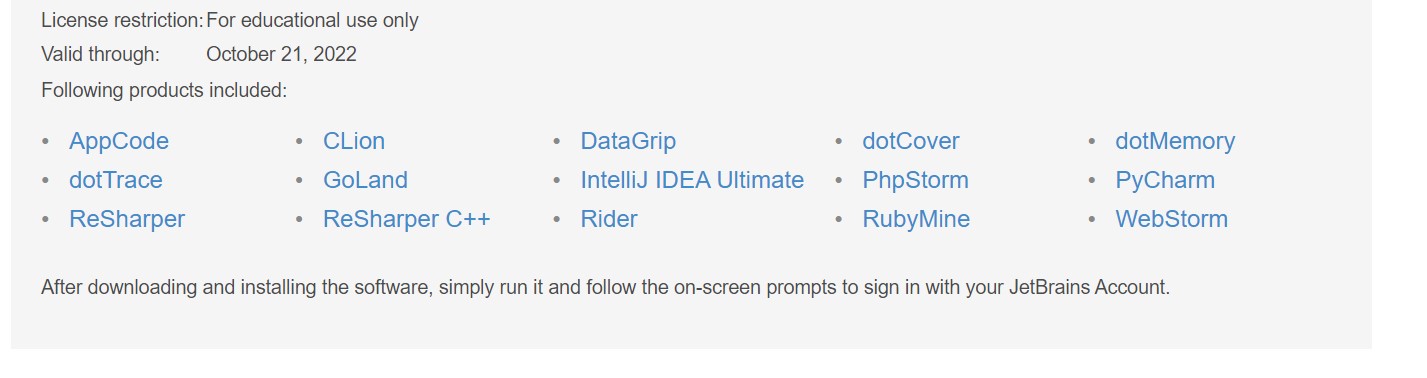 License restriction: For educational use only
Valid through: October 21, 2022
Following products included:
• AppCode • CLion • DataGrip • dotCover • dotMemory
• dotTrace • GoLand • IntelliJ IDEA Ultimate • PhpStorm • PyCharm
• ReSharper • ReSharper C++ • Rider • RubyMine • WebStorm
After downloading and installing the software, simply run it and follow the on-screen prompts to sign in with your JetBrains Account.